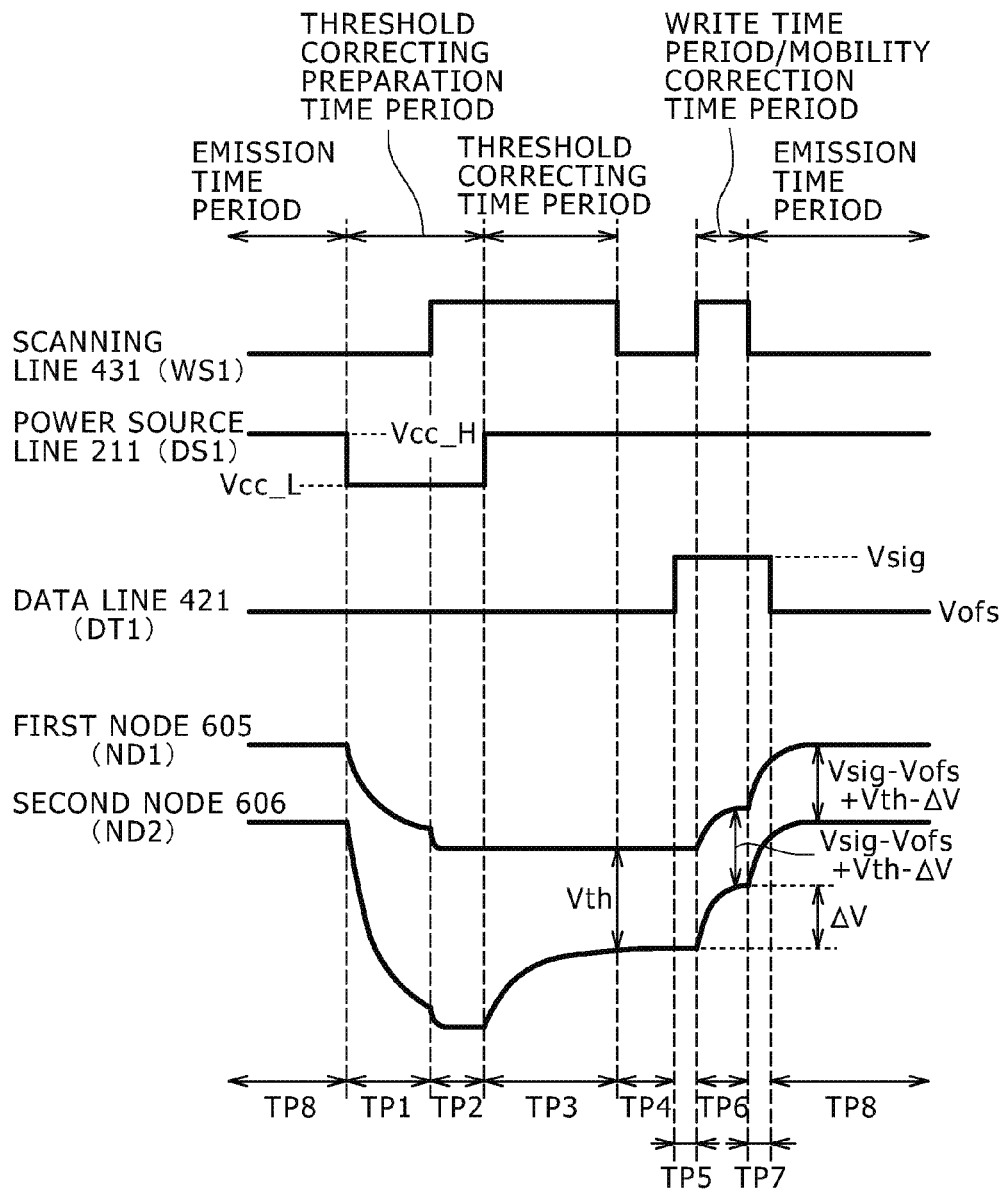 THRESHOLD
CORRECTING
PREPARATION
TIME PERIOD
WRITE TIME
PERIOD/MOBILITY
CORRECTION
TIME PERIOD
EMISSION
TIME
PERIOD
THRESHOLD
CORRECTING
TIME PERIOD
EMISSION
TIME
PERIOD
SCANNING
LINE 431 (WS1)
POWER SOURCE
LINE 211 (DS1)
Vcc_H
Vcc_L
Vsig
DATA LINE 421
(DT1)
Vofs
FIRST NODE 605
(ND1)
Vsig-Vofs
+Vth-ΔV
SECOND NODE 606
(ND2)
Vsig-Vofs
+Vth-ΔV
Vth
ΔV
TP8 TP1 TP2 TP3 TP4 TP6 TP8
TP5 TP7